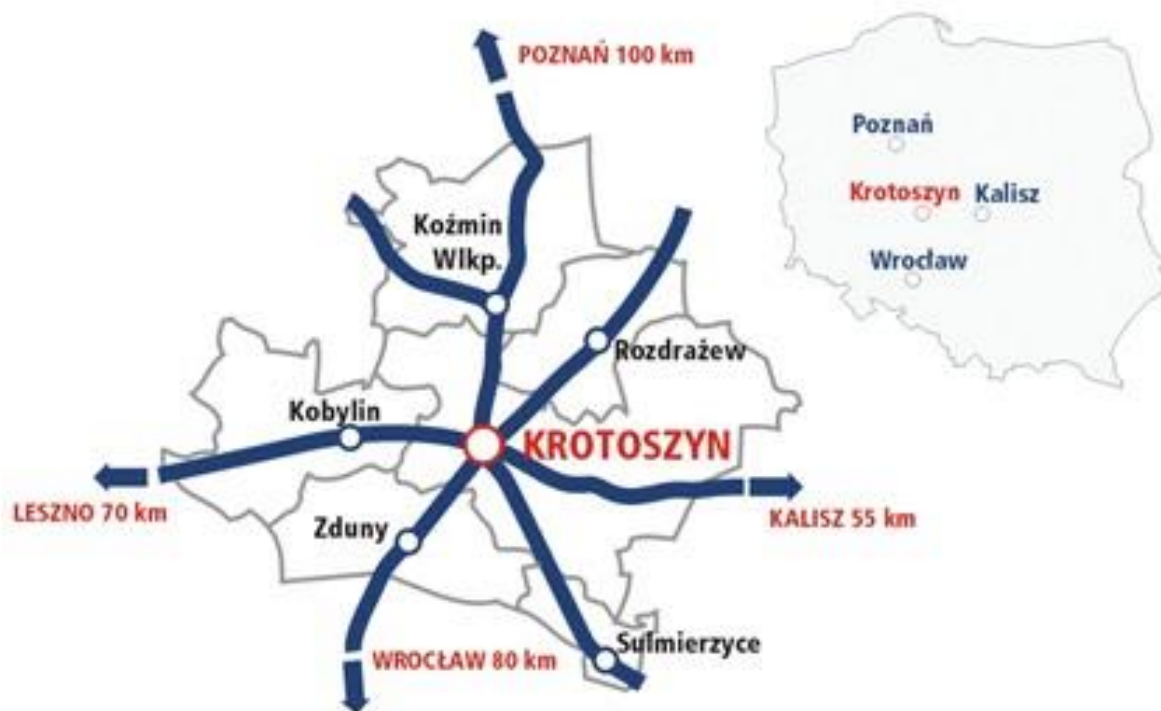 POZNAŃ 100 km
Poznań
Krotoszyn
Kalisz
Wrocław
Koźmin
Wlkp.
Rozdrażew
Kobylin
KROTOSZYN
LESZNO 70 km
KALISZ 55 km
Zduny
Sulmierzyce
WROCŁAW 80 km